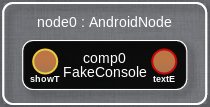 node0 : AndroidNode
comp0
FakeConsole
showT
textE